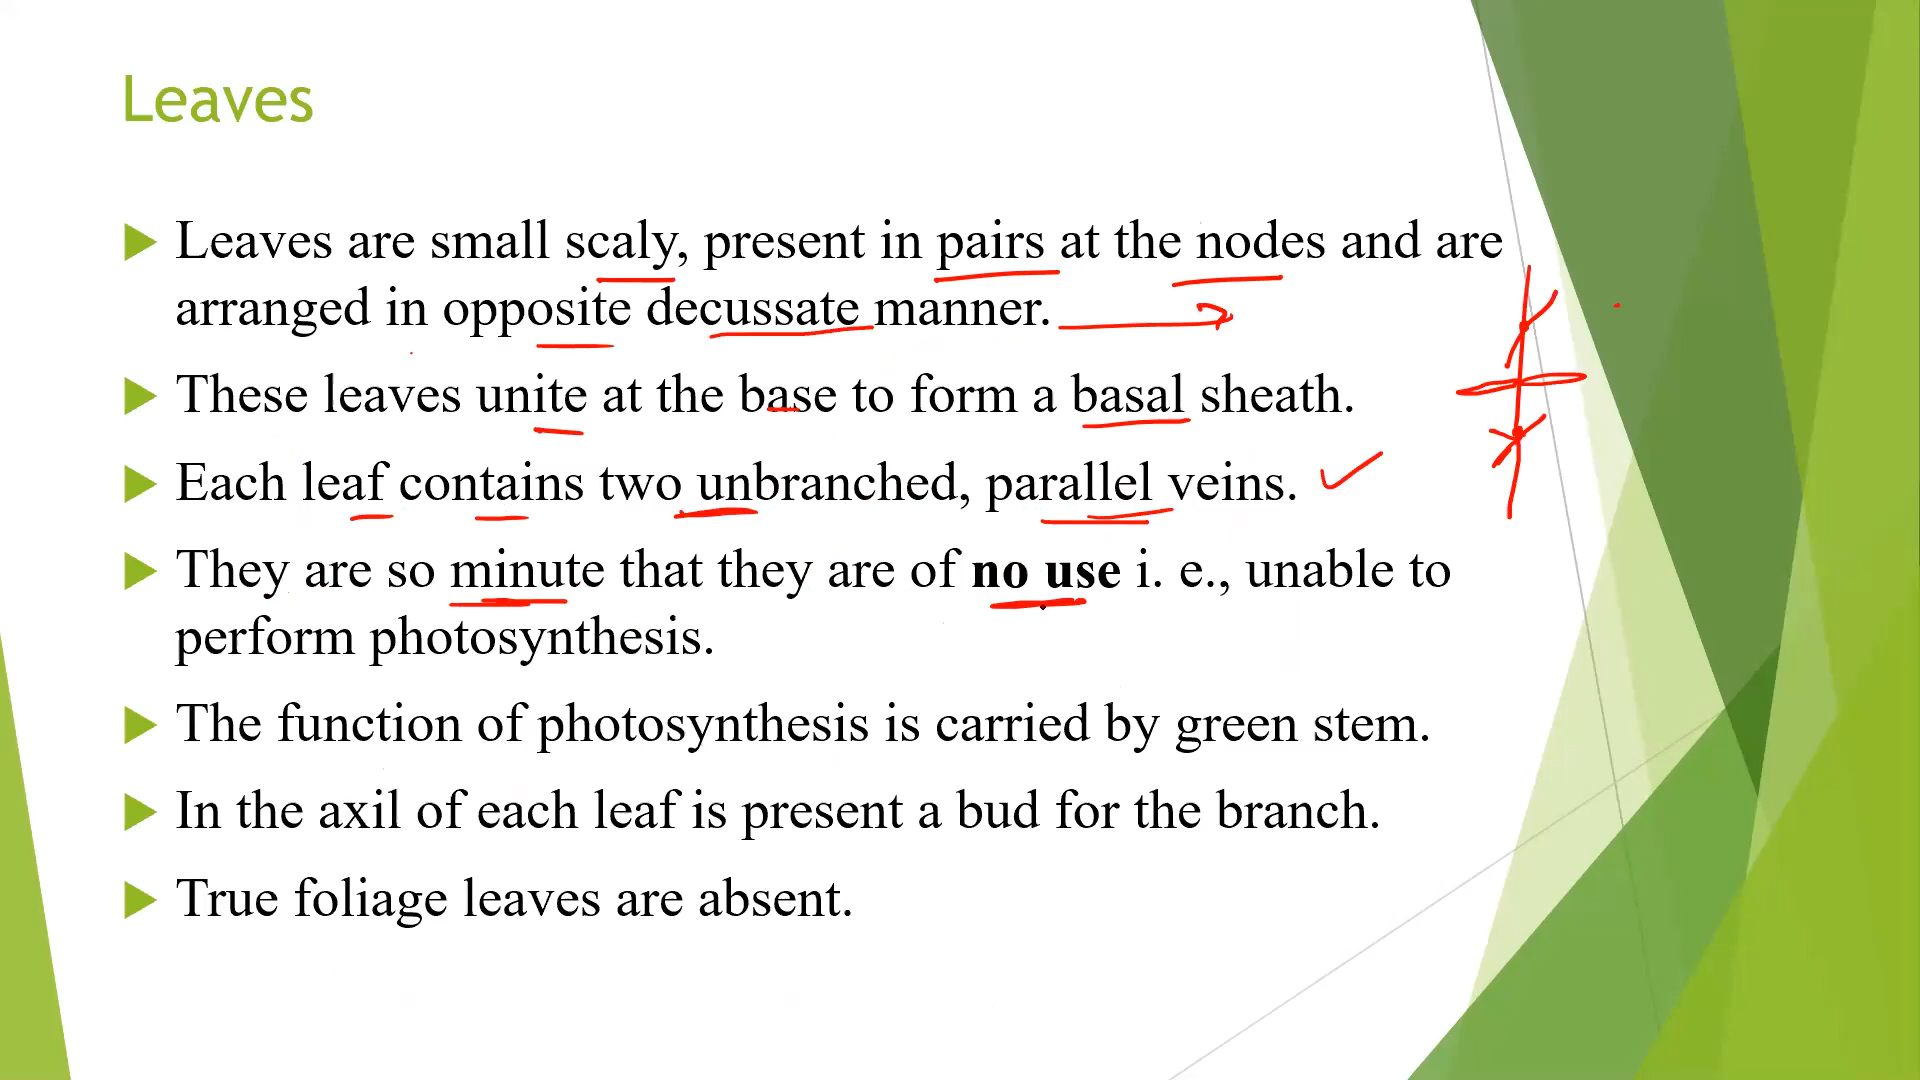 Leaves
Leaves are small scaly, present in pairs at the nodes and are
arranged in opposite decussate manner.
These leaves unite at the base to form a basal sheath.
Each leaf contains two unbranched, parallel veins.
They are so minute that they are of no use i. e., unable to
perform photosynthesis.
The function of photosynthesis is carried by green stem.
In the axil of each leaf is present a bud for the branch.
True foliage leaves are absent.